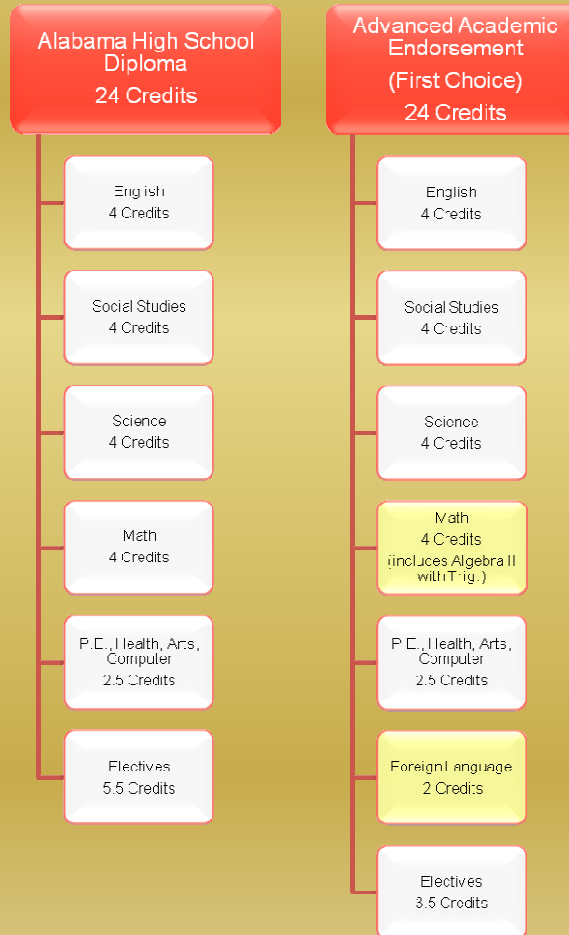 Alabama High School
Diploma
24 Credits
English
4 Credits
Social Studies
4 Credits
Science
4 Credits
Math
4 Credits
P.E., Health, Arts,
Computer
2.5 Credits
Electives
5.5 Credits
Advanced Academic
Endorsement
(First Choice)
24 Credits
English
4 Credits
Social Studies
4 Credits
Science
4 Credits
Math
4 Credits
(includes Algebra II
with Trig.)
P.E., Health, Arts,
Computer
2.5 Credits
Foreign Language
2 Credits
Electives
3.5 Credits